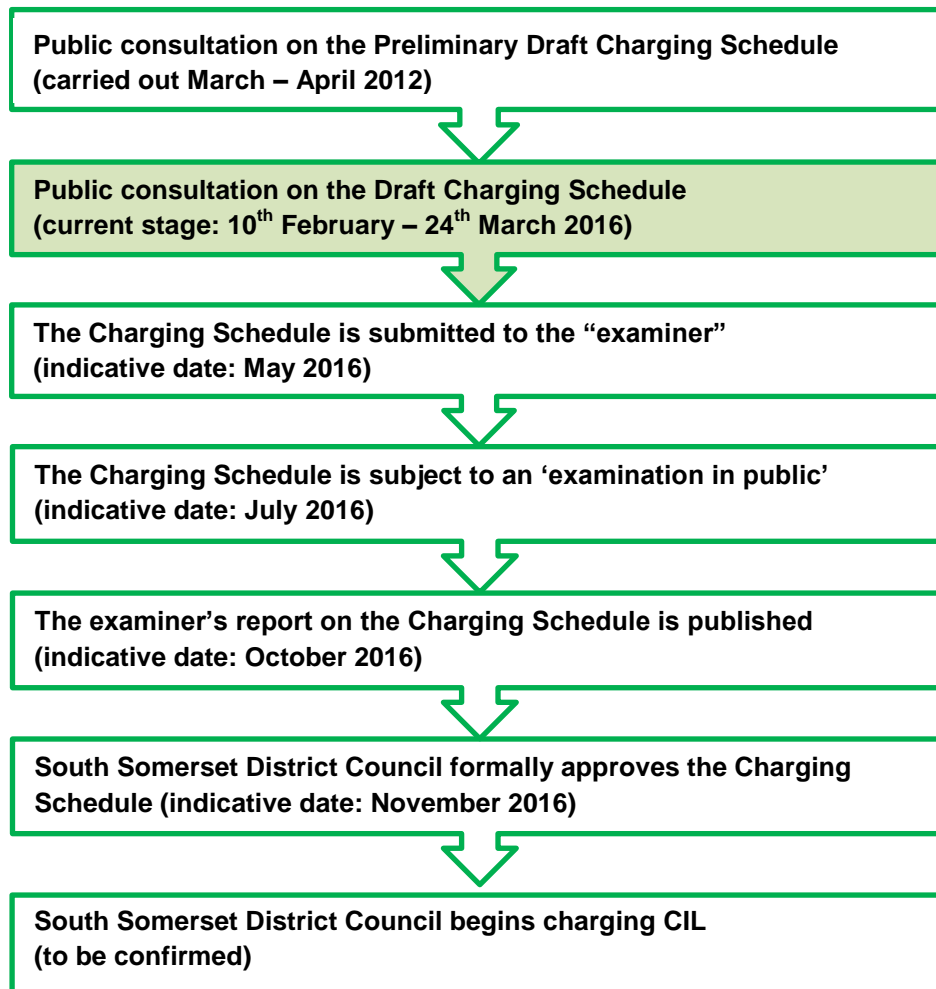 Public consultation on the Preliminary Draft Charging Schedule
(carried out March – April 2012)
Public consultation on the Draft Charging Schedule
(current stage: 10th February – 24th March 2016)
The Charging Schedule is submitted to the “examiner”
(indicative date: May 2016)
The Charging Schedule is subject to an ‘examination in public’
(indicative date: July 2016)
The examiner’s report on the Charging Schedule is published
(indicative date: October 2016)
South Somerset District Council formally approves the Charging
Schedule (indicative date: November 2016)
South Somerset District Council begins charging CIL
(to be confirmed)